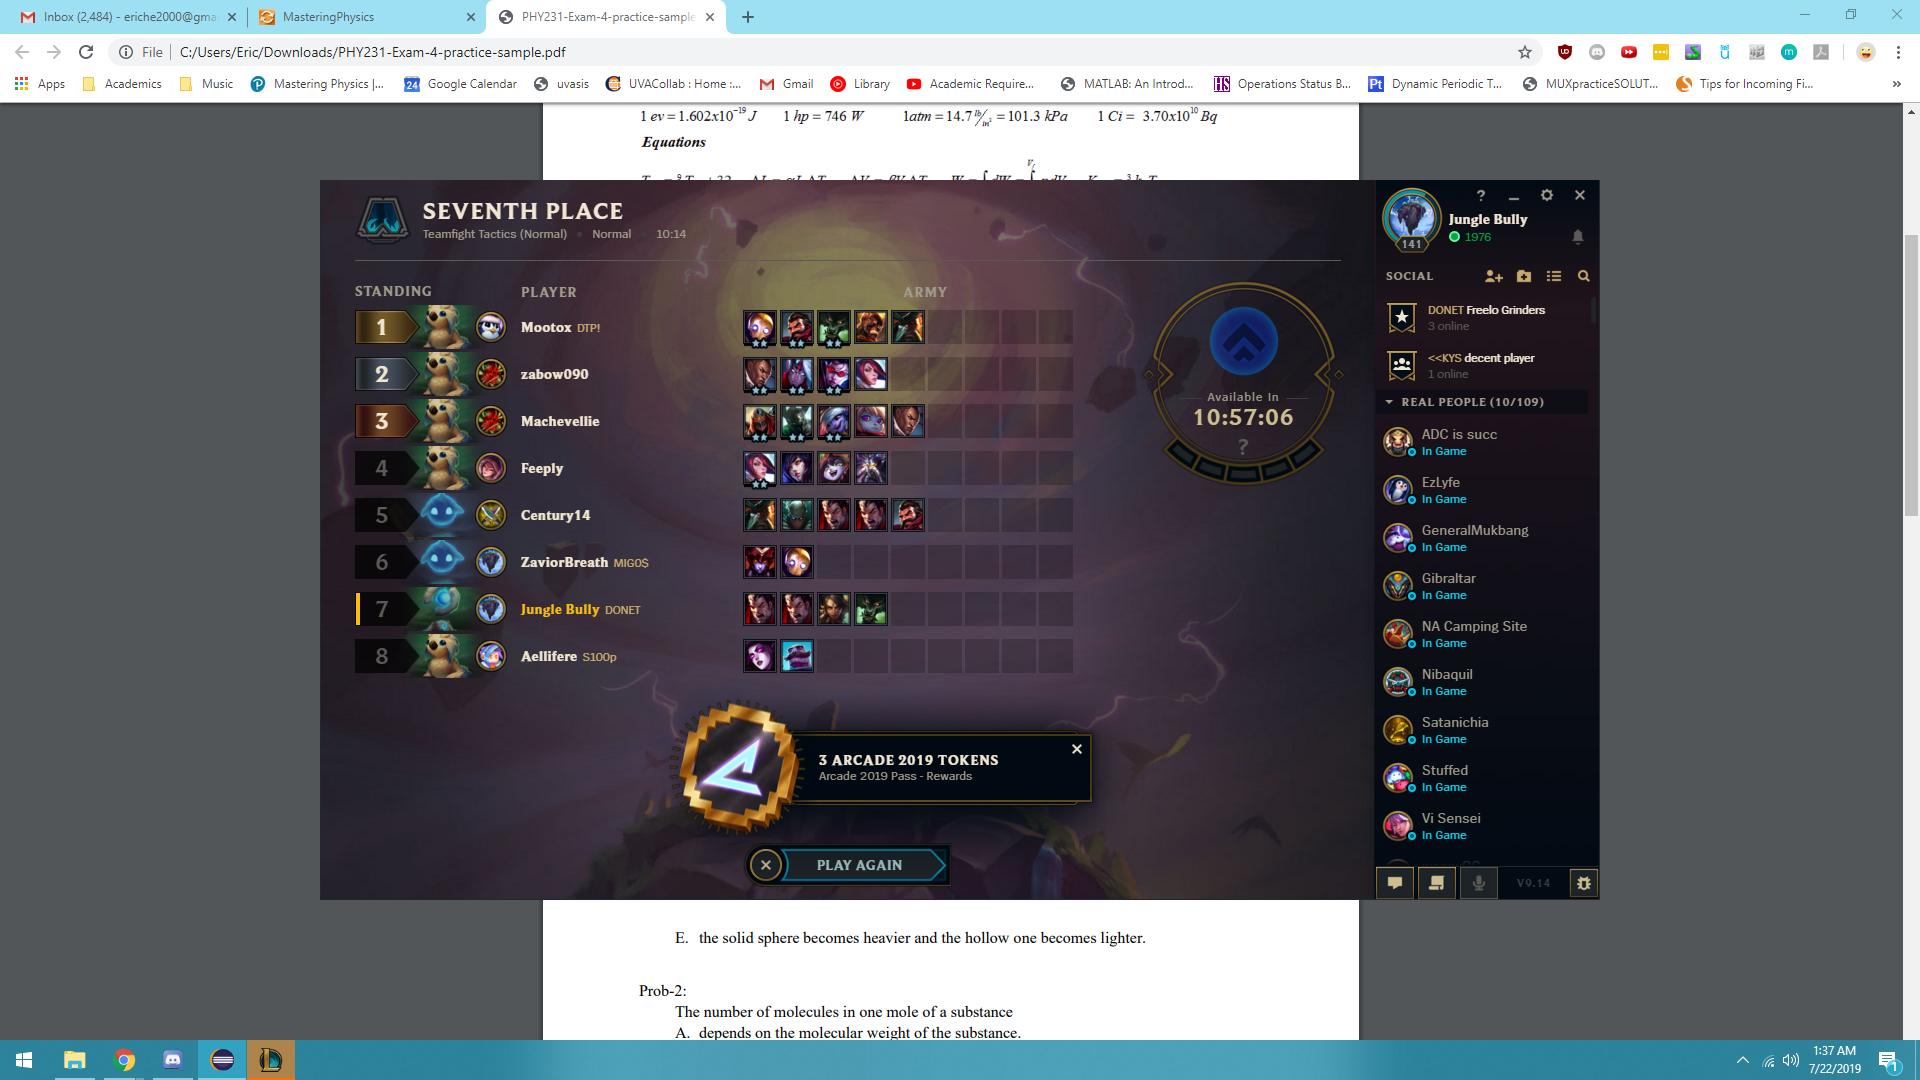 Inbox (2,484) - eriche2000@gma
MasteringPhysics
PHY231-Exam-4-practice-sample
File
C:/Users/Eric/Downloads/PHY231-Exam-4-practice-sample.pdf
Apps
Academics
Music
Mastering Physics |...
24
Google Calendar
uvasis
UVACollab : Home :...
Gmail
Library
Academic Require...
MATLAB: An Introd...
HS
Operations Status B...
Pt
Dynamic Periodic T...
MUXpracticeSOLUT...
Tips for Incoming Fi...
1 ev = 1.602x10⁻¹⁹ J 1 hp = 746 W 1atm = 14.7 lb/in² = 101.3 kPa 1 Ci = 3.70x10¹⁰ Bq
Equations
SEVENTH PLACE
Teamfight Tactics (Normal) • Normal • 10:14
STANDING PLAYER ARMY
1 Mootox DTP!
2 zabow090
3 Machevellie
4 Feeply
5 Century14
6 ZaviorBreath MIGO$
7 Jungle Bully DONET
8 Aellifere S100p
Available In
10:57:06
?
3 ARCADE 2019 TOKENS
Arcade 2019 Pass - Rewards
PLAY AGAIN
?
141
Jungle Bully
1976
SOCIAL
DONET Freelo Grinders
3 online
<<KYS decent player
1 online
REAL PEOPLE (10/109)
ADC is succ
In Game
EzLyfe
In Game
GeneralMukbang
In Game
Gibraltar
In Game
NA Camping Site
In Game
Nibaquil
In Game
Satanichia
In Game
Stuffed
In Game
Vi Sensei
In Game
V9.14
E. the solid sphere becomes heavier and the hollow one becomes lighter.
Prob-2:
The number of molecules in one mole of a substance
A. depends on the molecular weight of the substance.
1:37 AM
7/22/2019
1